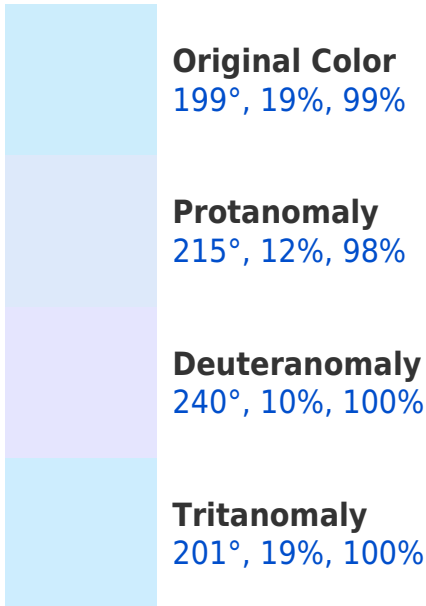 Original Color
199°, 19%, 99%
Protanomaly
215°, 12%, 98%
Deuteranomaly
240°, 10%, 100%
Tritanomaly
201°, 19%, 100%